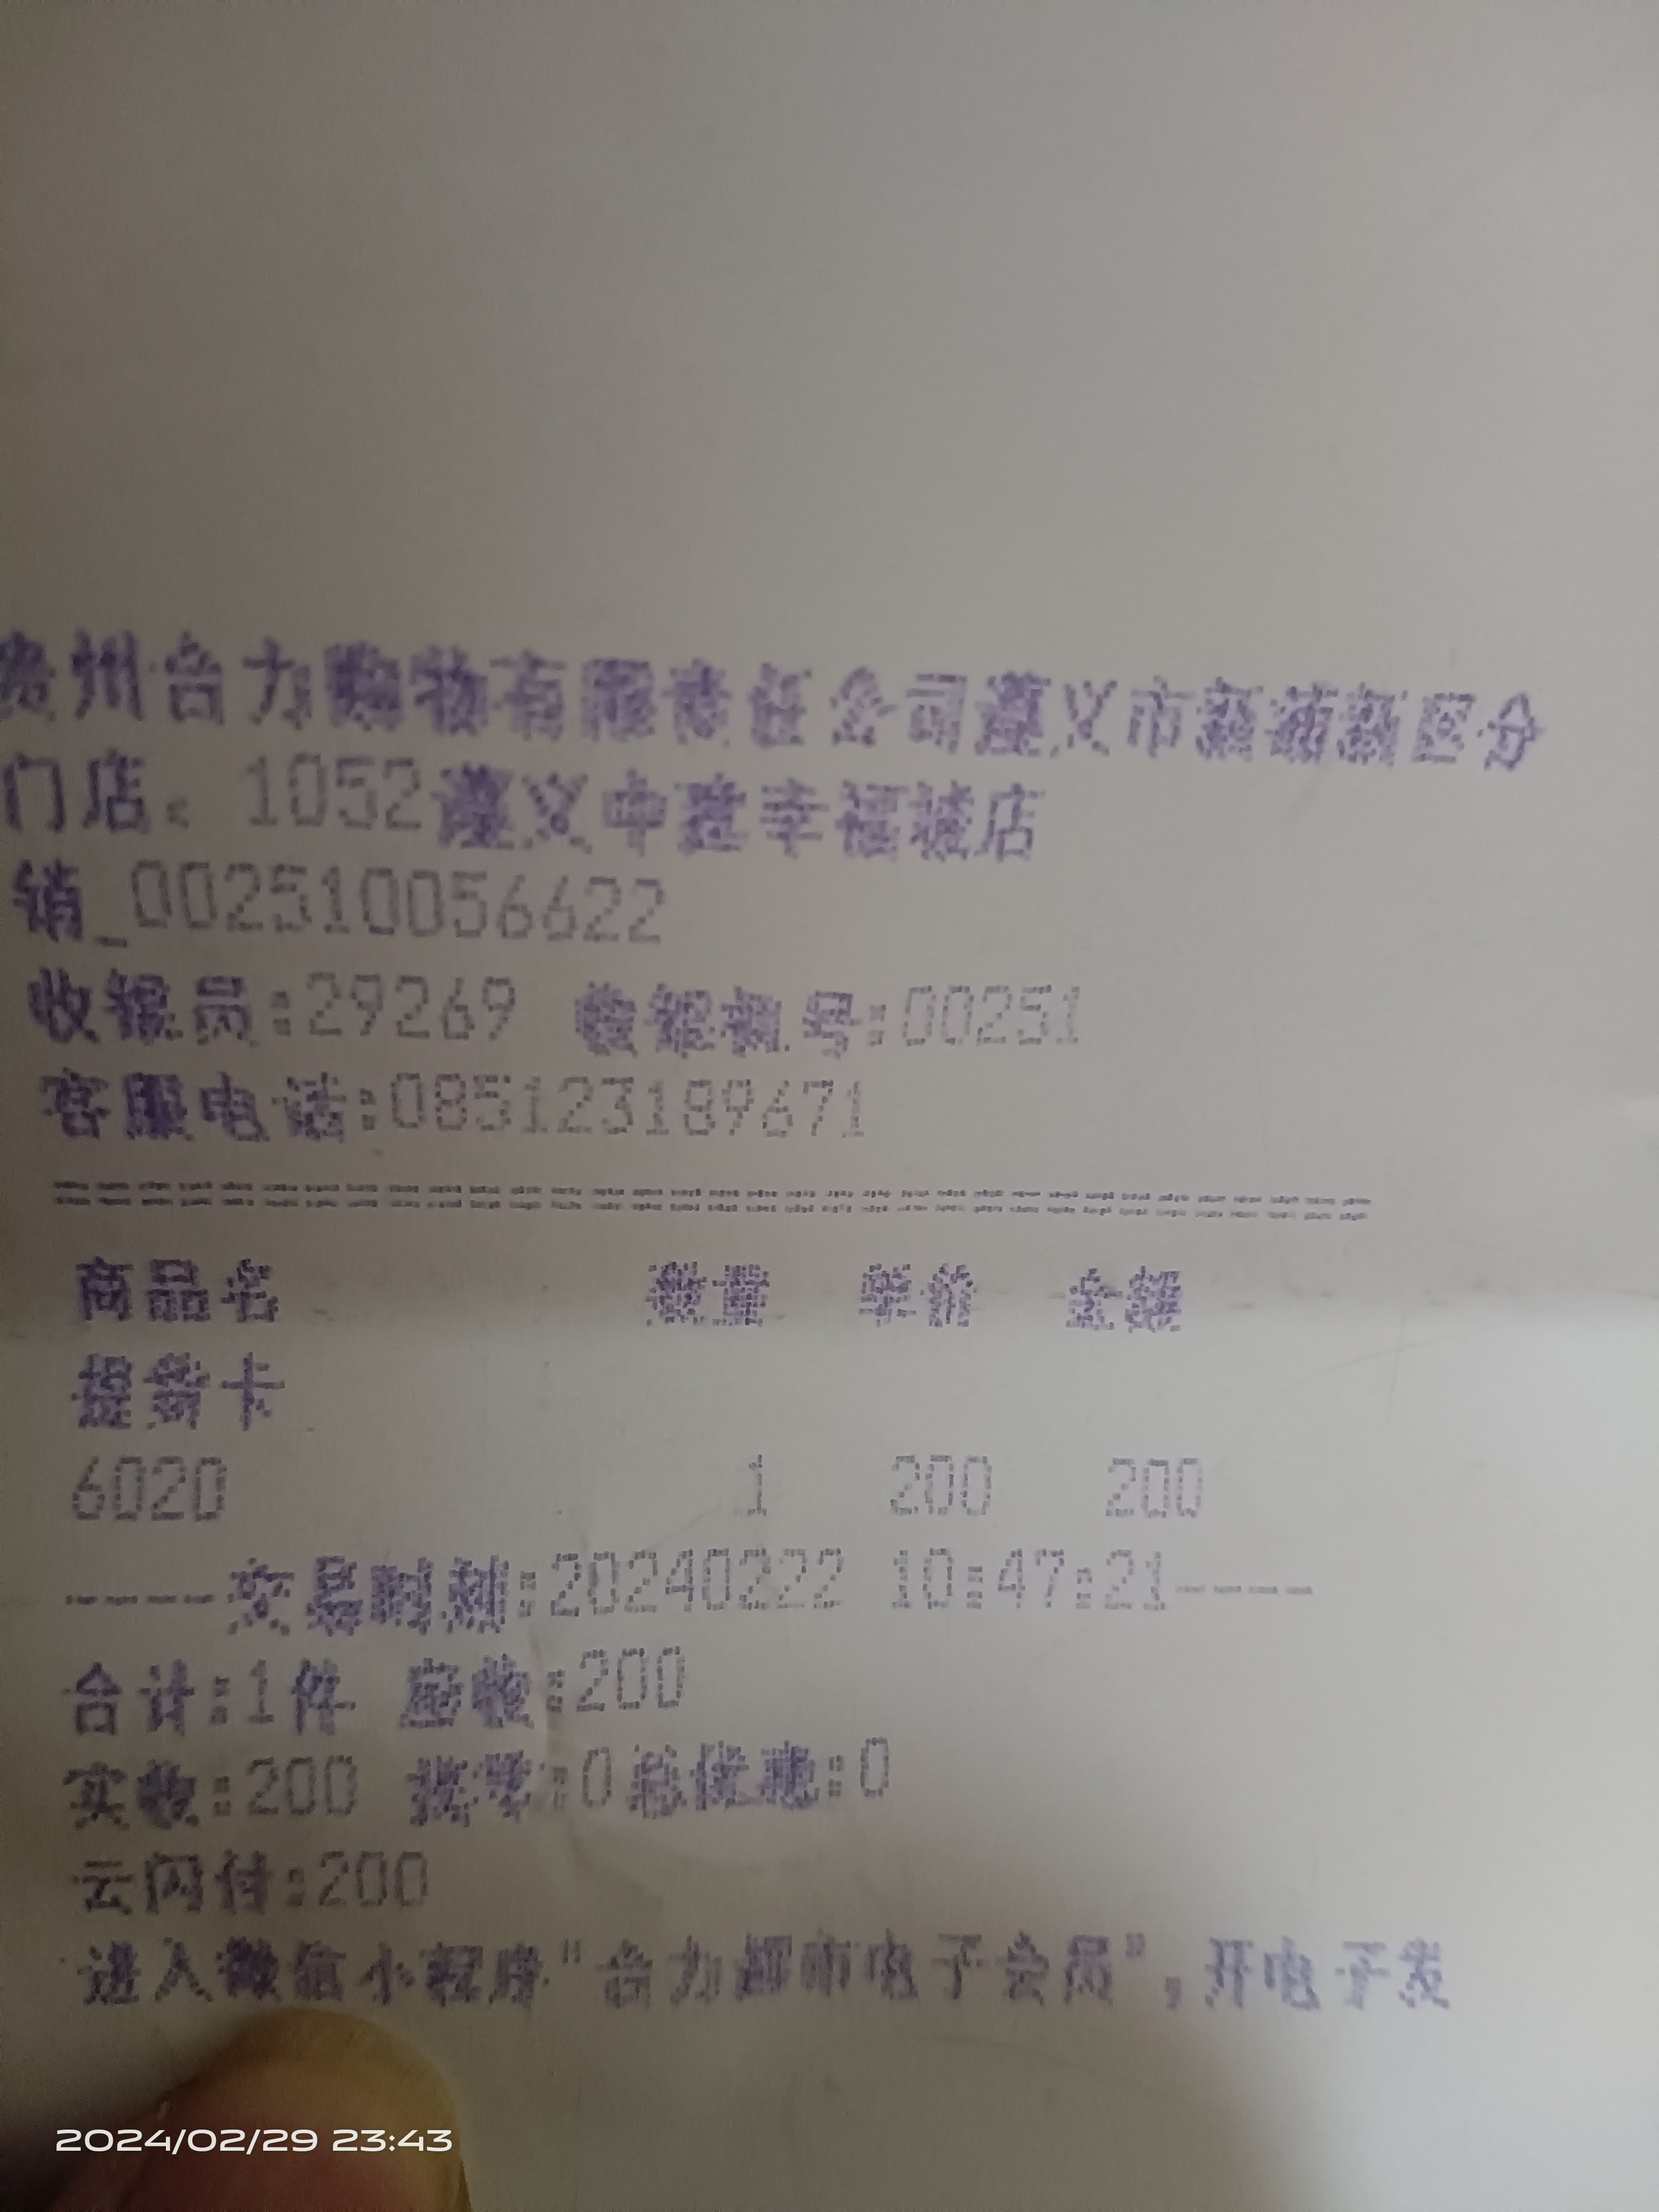 贵州合力购物有限责任公司遵义市新蒲新区分
门店: 1052遵义中建幸福城店
销_002510056622
收银员:29269 收银机号:00251
客服电话:085123189671
商品名 数量 单价 金额
提货卡
6020 1 200 200
----交易时刻:20240222 10:47:21----
合计:1件 应收:200
实收:200 找零:0总优惠:0
云闪付:200
进入微信小程序"合力超市电子会员",开电子发
2024/02/29 23:43